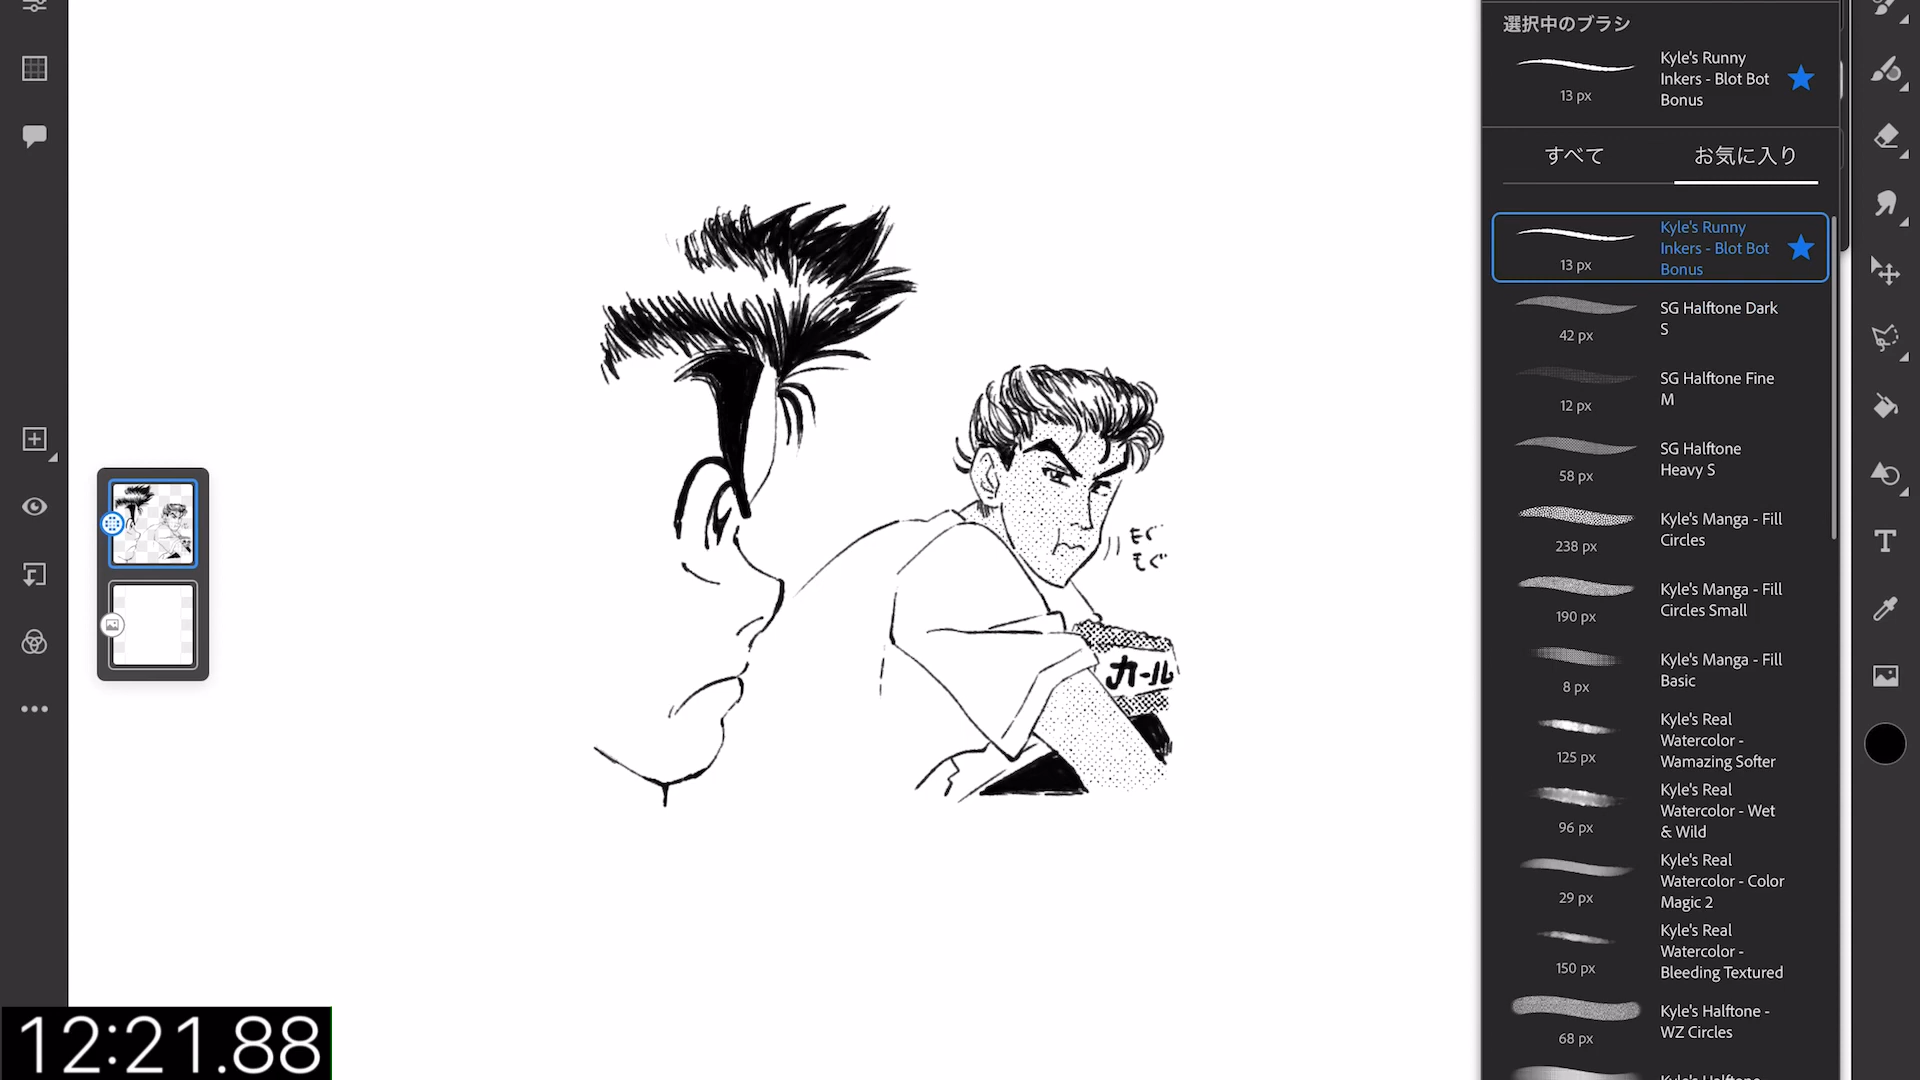 選択中のブラシ
Kyle's Runny
Inkers - Blot Bot
Bonus
13 px
すべて
お気に入り
Kyle's Runny
Inkers - Blot Bot
Bonus
13 px
SG Halftone Dark
S
42 px
SG Halftone Fine
M
12 px
SG Halftone
Heavy S
58 px
Kyle's Manga - Fill
Circles
238 px
Kyle's Manga - Fill
Circles Small
190 px
Kyle's Manga - Fill
Basic
8 px
Kyle's Real
Watercolor -
Wamazing Softer
125 px
Kyle's Real
Watercolor - Wet
& Wild
96 px
Kyle's Real
Watercolor - Color
Magic 2
29 px
Kyle's Real
Watercolor -
Bleeding Textured
150 px
Kyle's Halftone -
WZ Circles
68 px
Kyle's Halftone
もぐ
もぐ
カール
12:21.88